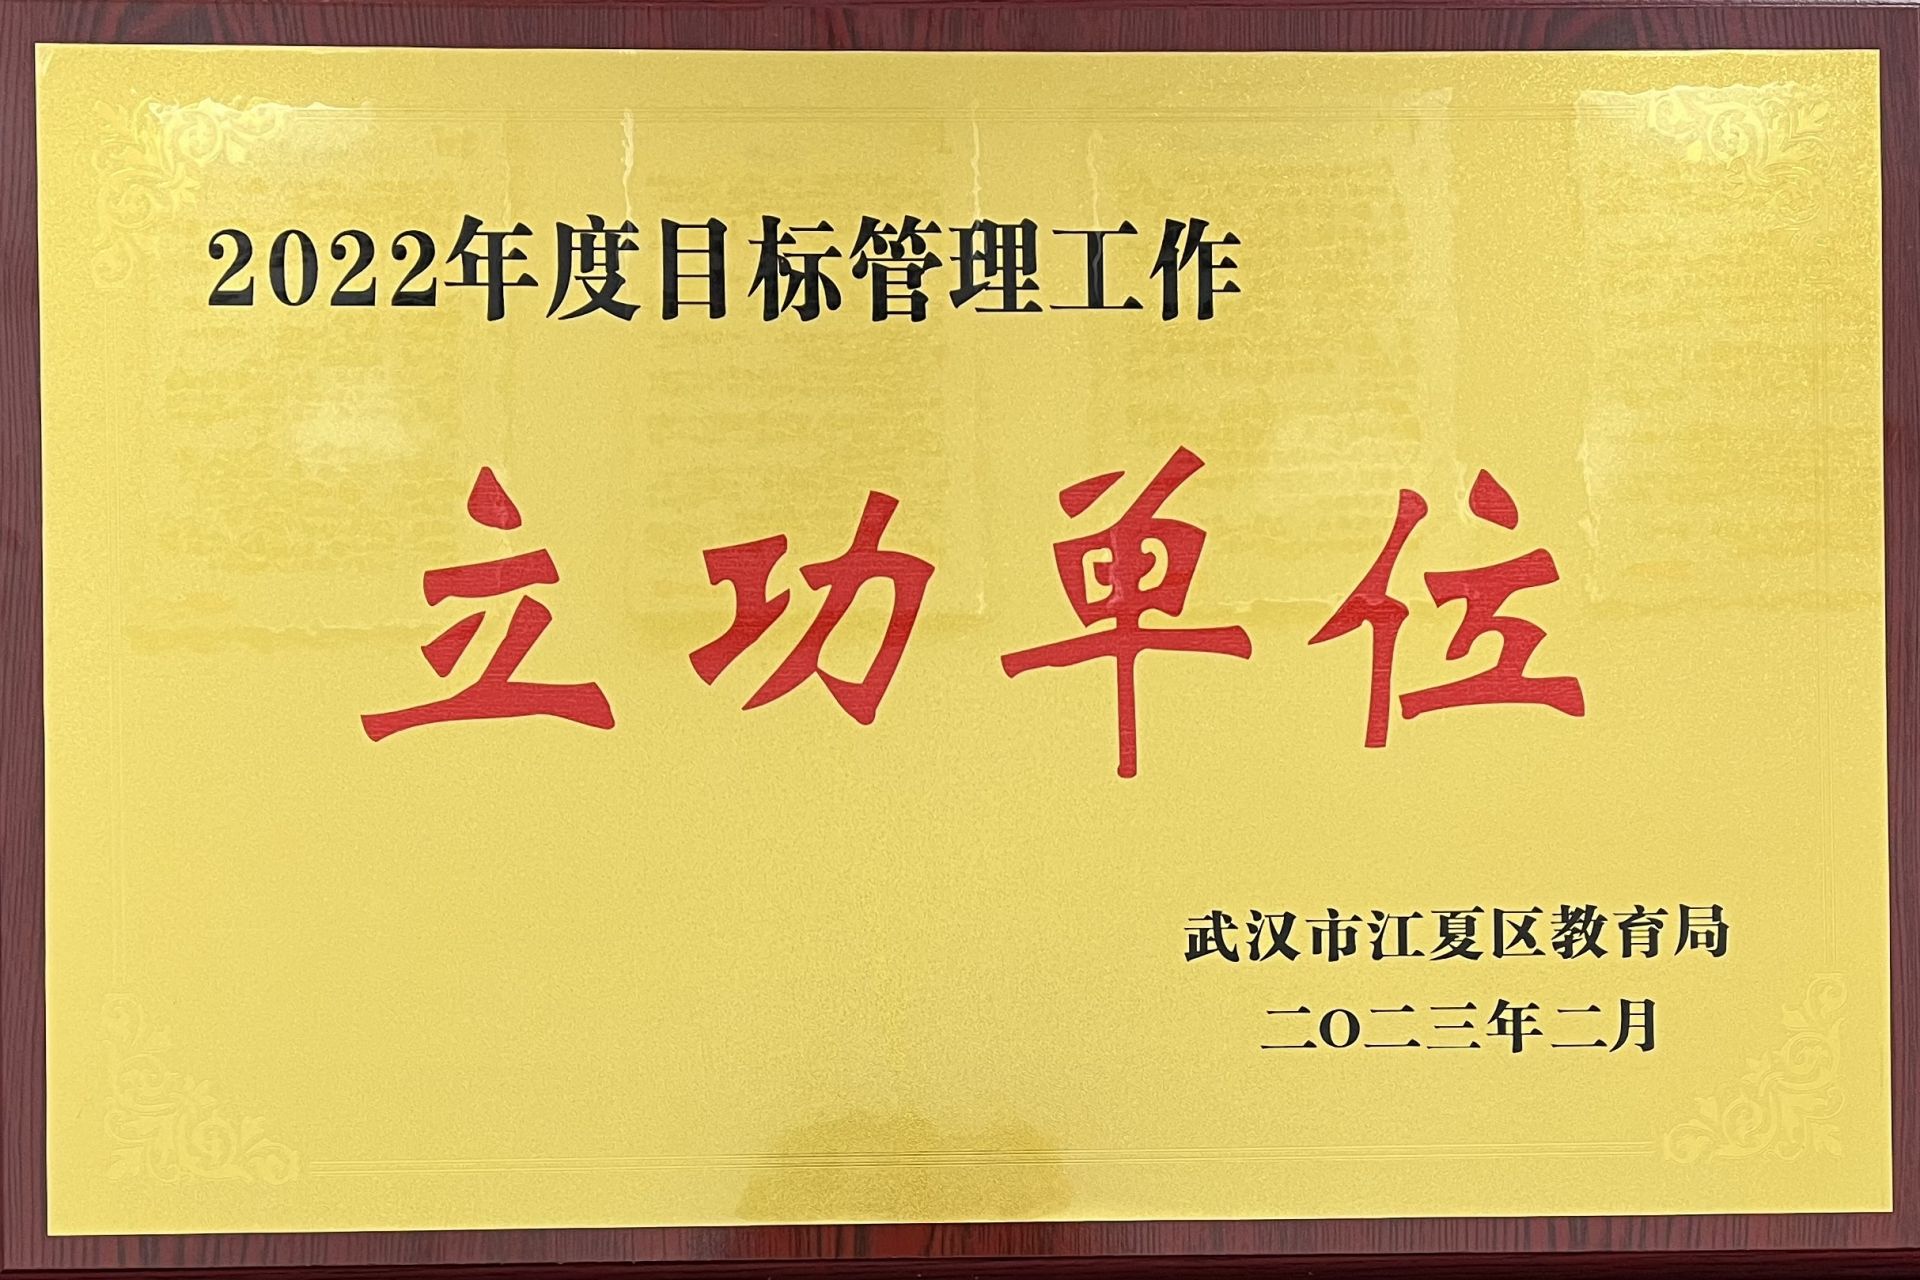 2022年度目标管理工作
立功单位
武汉市江夏区教育局
二O二三年二月